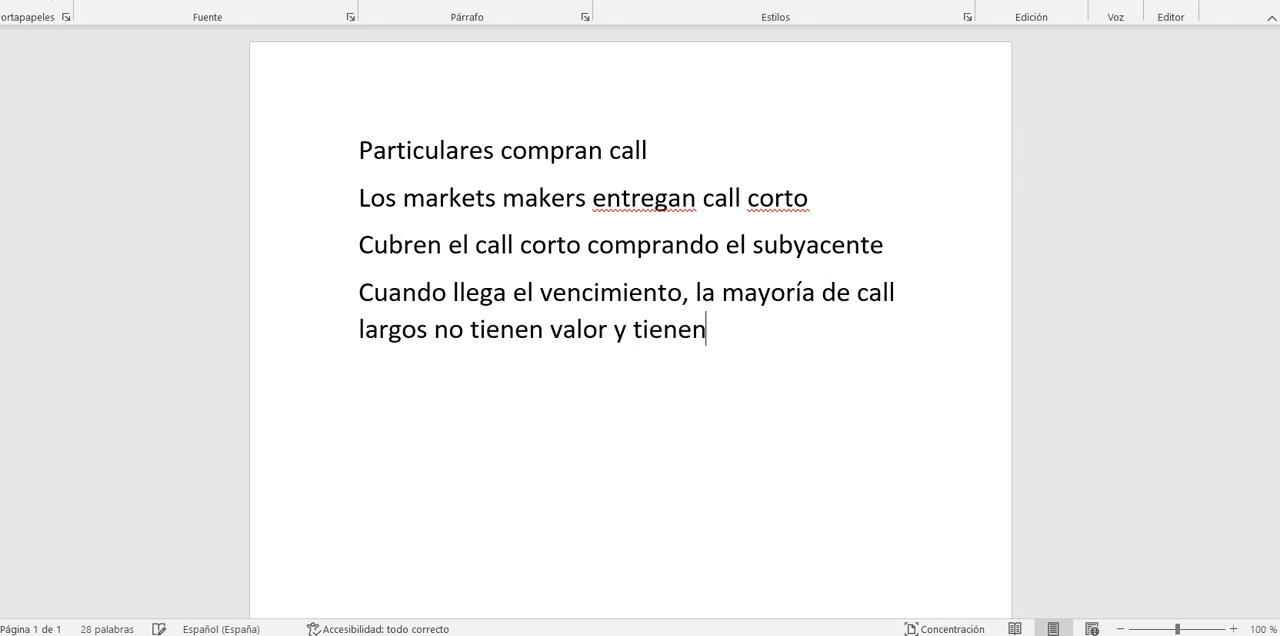 ortapapeles Fuente Párrafo Estilos Edición Voz Editor
Particulares compran call
Los markets makers entregan call corto
Cubren el call corto comprando el subyacente
Cuando llega el vencimiento, la mayoría de call
largos no tienen valor y tienen
Página 1 de 1 28 palabras Español (España) Accesibilidad: todo correcto Concentración 100 %